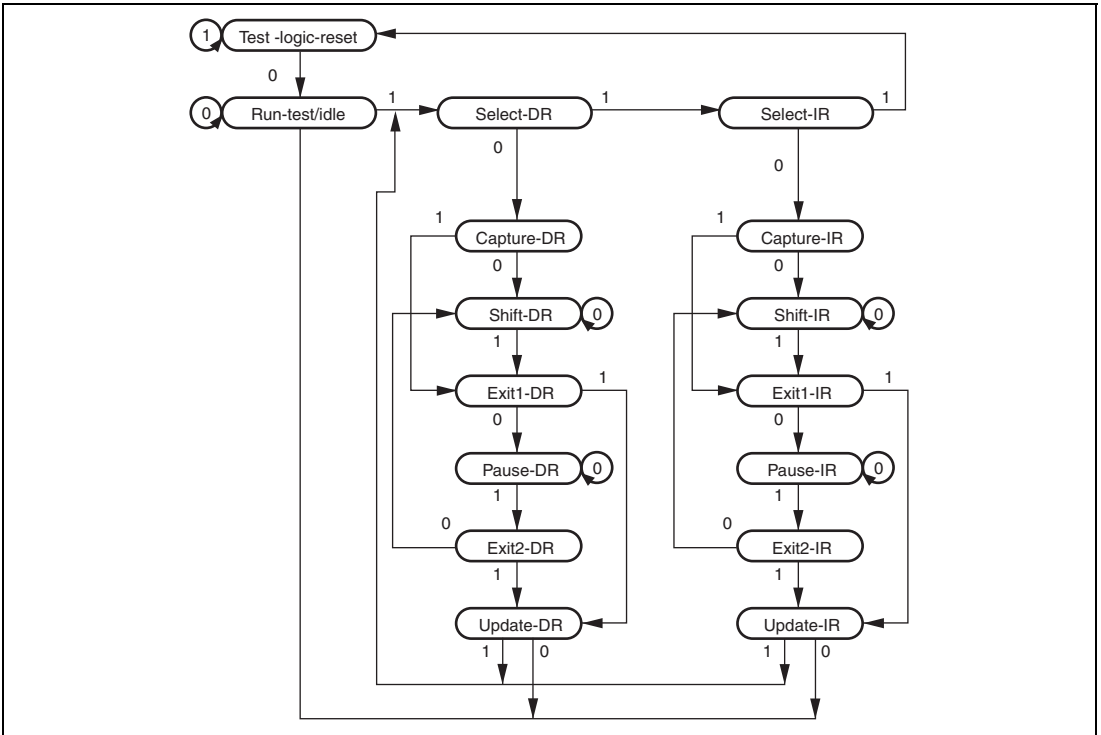 1 Test -logic-reset
0
0 Run-test/idle 1 Select-DR 1 Select-IR 1
0 0
1 1
Capture-DR Capture-IR
0 0
Shift-DR 0 Shift-IR 0
1 1
1 1
Exit1-DR Exit1-IR
0 0
Pause-DR 0 Pause-IR 0
1 1
0 0
Exit2-DR Exit2-IR
1 1
Update-DR Update-IR
1 0 1 0